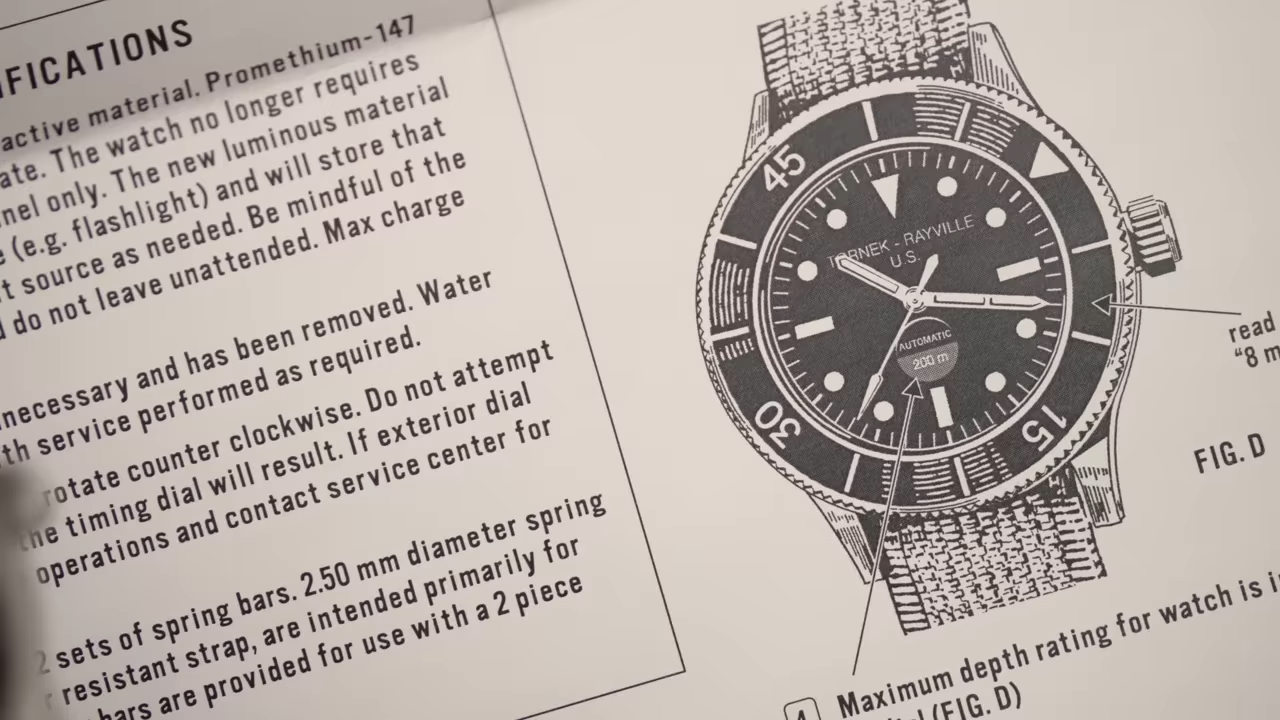 FICATIONS
active material. Promethium-147
ate. The watch no longer requires
nel only. The new luminous material
(e.g. flashlight) and will store that
t source as needed. Be mindful of the
d do not leave unattended. Max charge
necessary and has been removed. Water
th service performed as required.
rotate counter clockwise. Do not attempt
the timing dial will result. If exterior dial
operations and contact service center for
2 sets of spring bars. 2.50 mm diameter spring
r resistant strap, are intended primarily for
bars are provided for use with a 2 piece
45
TORNEK - RAYVILLE
U.S.
AUTOMATIC
200 m
30
15
read
"8 m
FIG. D
4 Maximum depth rating for watch is i
(FIG. D)